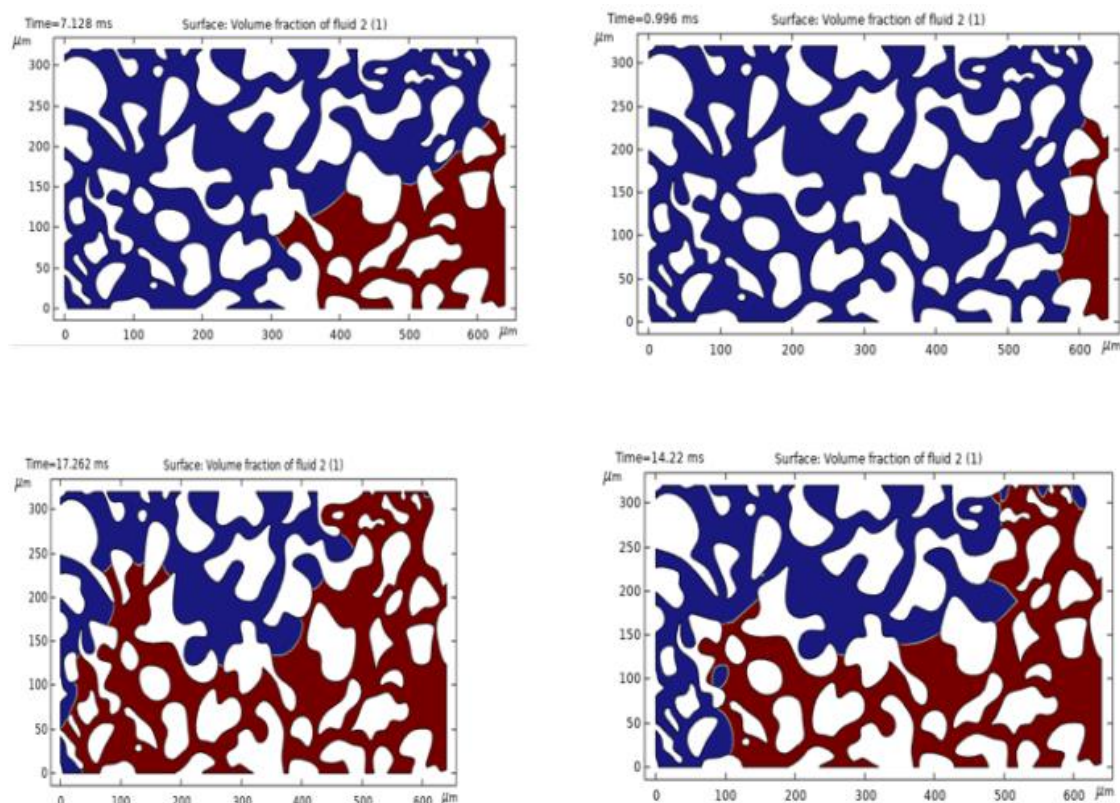 Time=7.128 ms Surface: Volume fraction of fluid 2 (1)
μm
300
250
200
150
100
50
0
0 100 200 300 400 500 600 μm
Time=0.996 ms Surface: Volume fraction of fluid 2 (1)
μm
300
250
200
150
100
50
0
0 100 200 300 400 500 600 μm
Time=17.262 ms Surface: Volume fraction of fluid 2 (1)
μm
300
250
200
150
100
50
0
0 100 200 300 400 500 600 μm
Time=14.22 ms Surface: Volume fraction of fluid 2 (1)
μm
300
250
200
150
100
50
0
0 100 200 300 400 500 600 μm